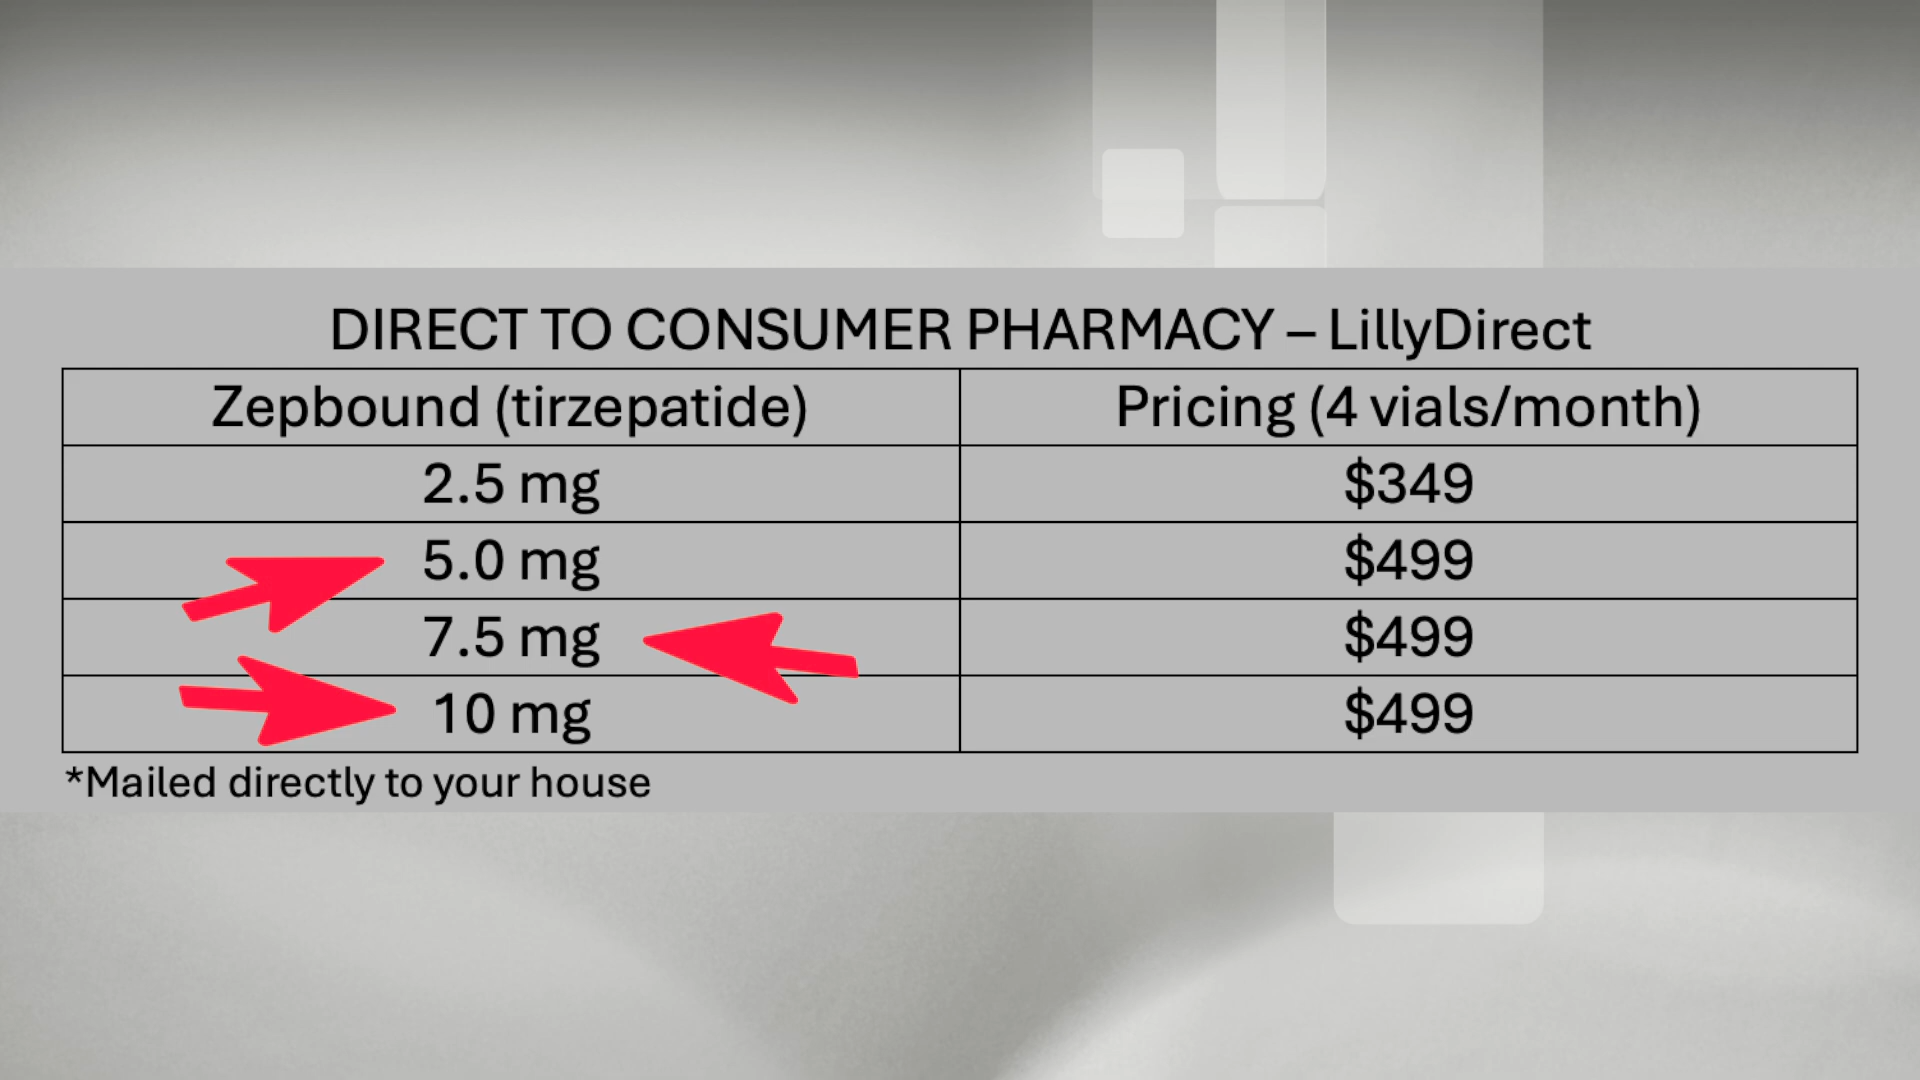 DIRECT TO CONSUMER PHARMACY – LillyDirect
Zepbound (tirzepatide) Pricing (4 vials/month)
2.5 mg $349
5.0 mg $499
7.5 mg $499
10 mg $499
*Mailed directly to your house